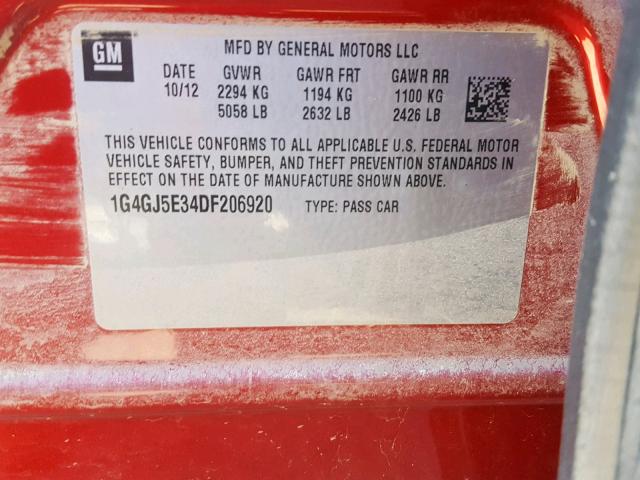 GM
MFD BY GENERAL MOTORS LLC
DATE GVWR GAWR FRT GAWR RR
10/12 2294 KG 1194 KG 1100 KG
5058 LB 2632 LB 2426 LB
THIS VEHICLE CONFORMS TO ALL APPLICABLE U.S. FEDERAL MOTOR
VEHICLE SAFETY, BUMPER, AND THEFT PREVENTION STANDARDS IN
EFFECT ON THE DATE OF MANUFACTURE SHOWN ABOVE.
1G4GJ5E34DF206920 TYPE: PASS CAR